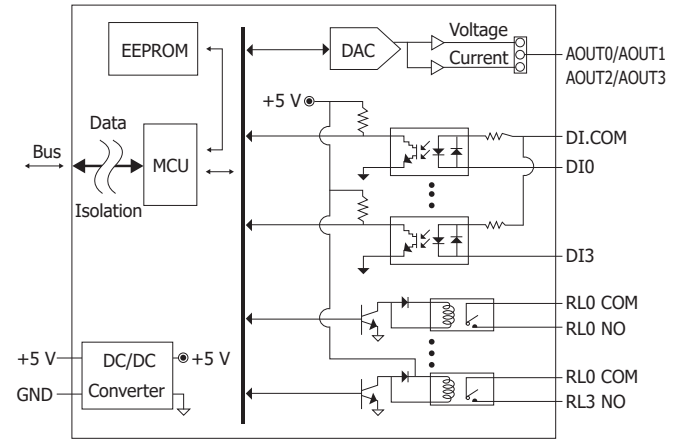 EEPROM
DAC
Voltage
Current
AOUT0/AOUT1
AOUT2/AOUT3
+5 V
Data
Bus
MCU
Isolation
DI.COM
DI0
DI3
RL0 COM
RL0 NO
+5 V
DC/DC
Converter
+5 V
GND
RL0 COM
RL3 NO